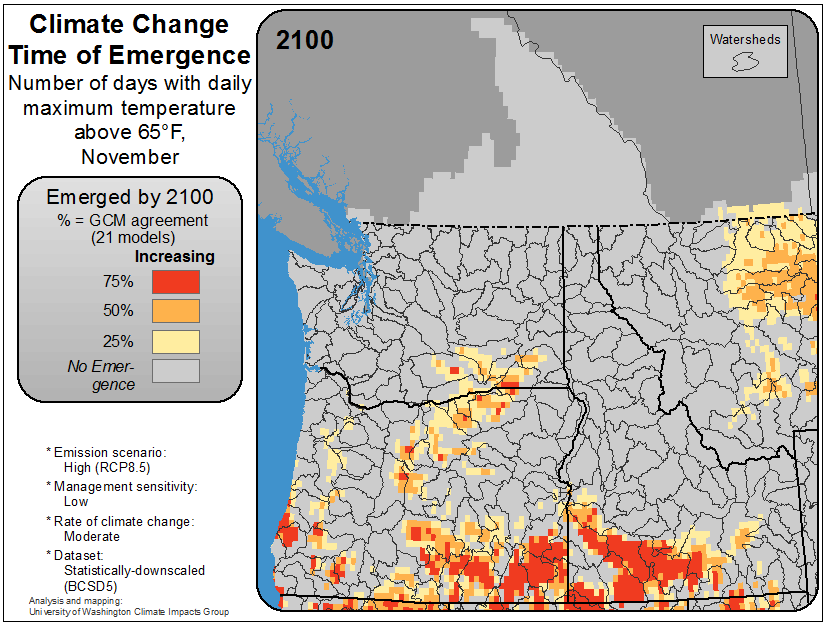 Climate Change
Time of Emergence
Number of days with daily
maximum temperature
above 65°F,
November
Emerged by 2100
% = GCM agreement
(21 models)
Increasing
75%
50%
25%
No Emer-
gence
* Emission scenario:
High (RCP8.5)
* Management sensitivity:
Low
* Rate of climate change:
Moderate
* Dataset:
Statistically-downscaled
(BCSD5)
Analysis and mapping:
University of Washington Climate Impacts Group
2100
Watersheds